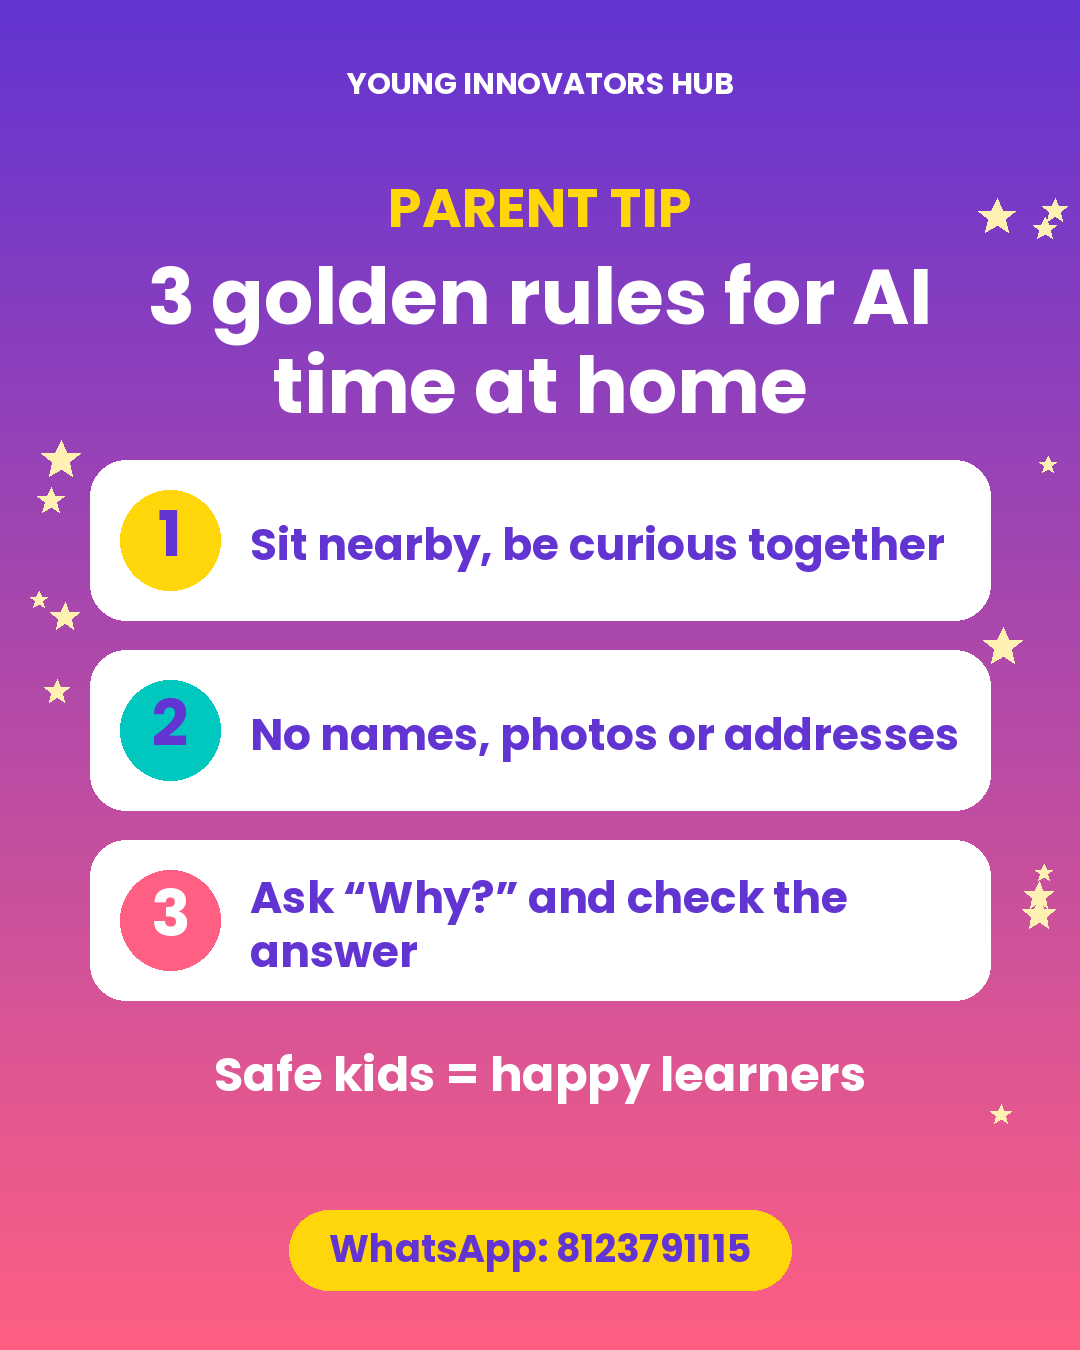 YOUNG INNOVATORS HUB
PARENT TIP
3 golden rules for AI
time at home
1
Sit nearby, be curious together
2
No names, photos or addresses
3
Ask “Why?” and check the
answer
Safe kids = happy learners
WhatsApp: 8123791115